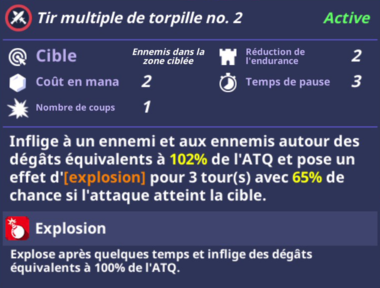 Tir multiple de torpille no. 2
Active
Cible
Ennemis dans la
zone ciblée
Réduction de
l'endurance
2
Coût en mana
2
Temps de pause
3
Nombre de coups
1
Inflige à un ennemi et aux ennemis autour des
dégâts équivalents à 102% de l'ATQ et pose un
effet d'[explosion] pour 3 tour(s) avec 65% de
chance si l'attaque atteint la cible.
Explosion
Explose après quelques temps et inflige des dégâts
équivalents à 100% de l'ATQ.